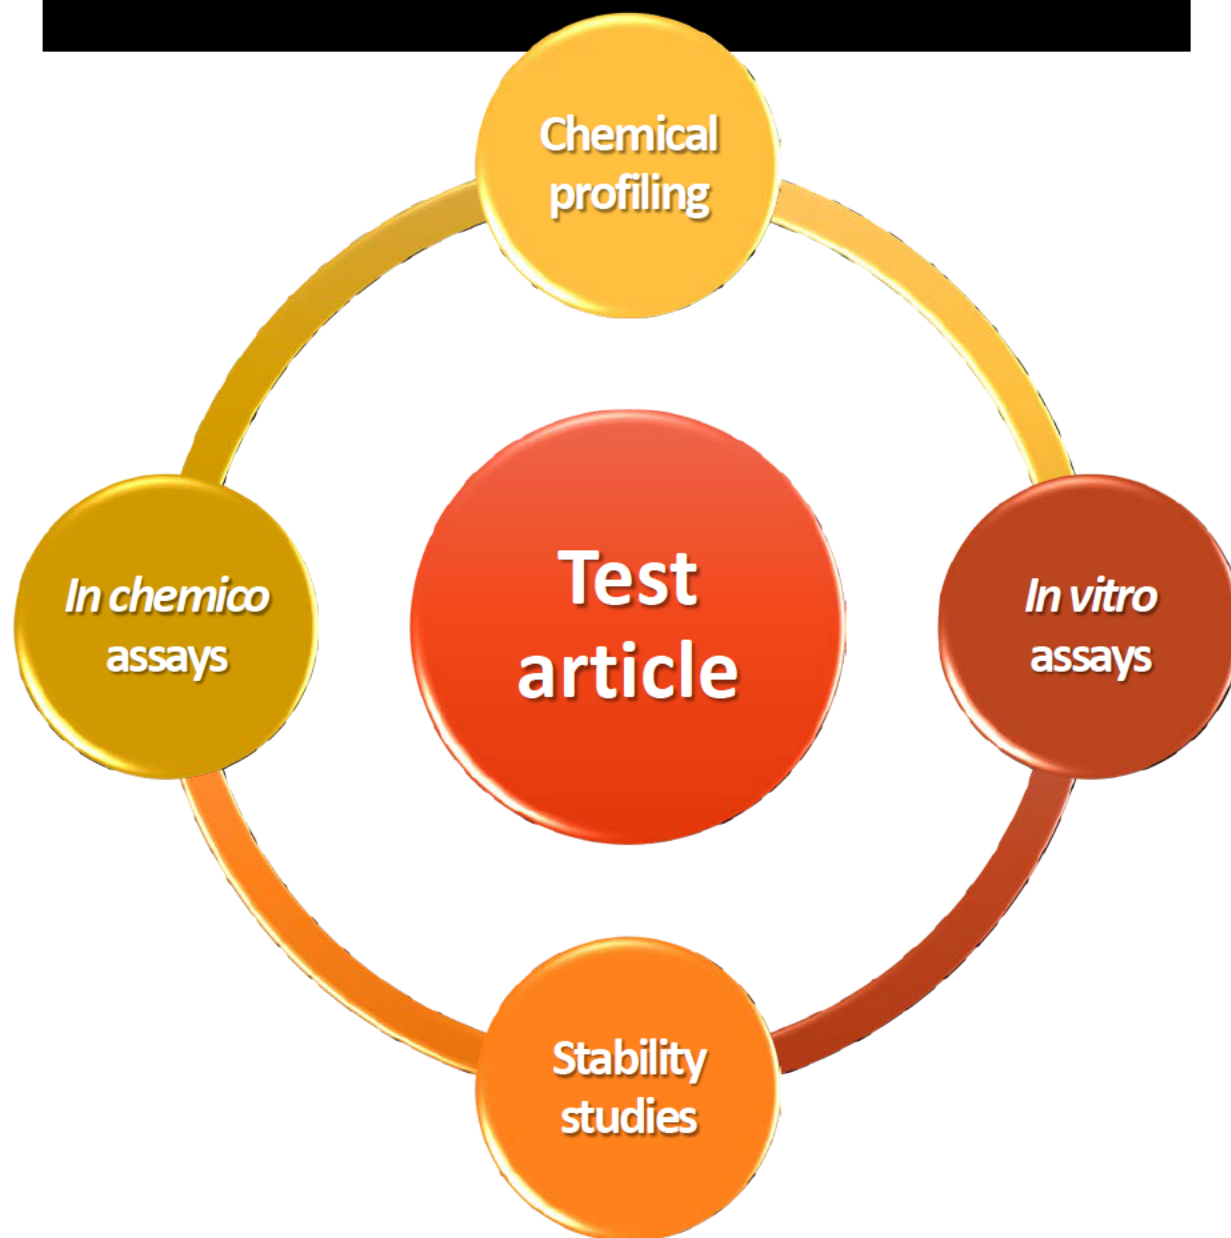 Chemical
profiling
In chemico
assays
Test
article
In vitro
assays
Stability
studies